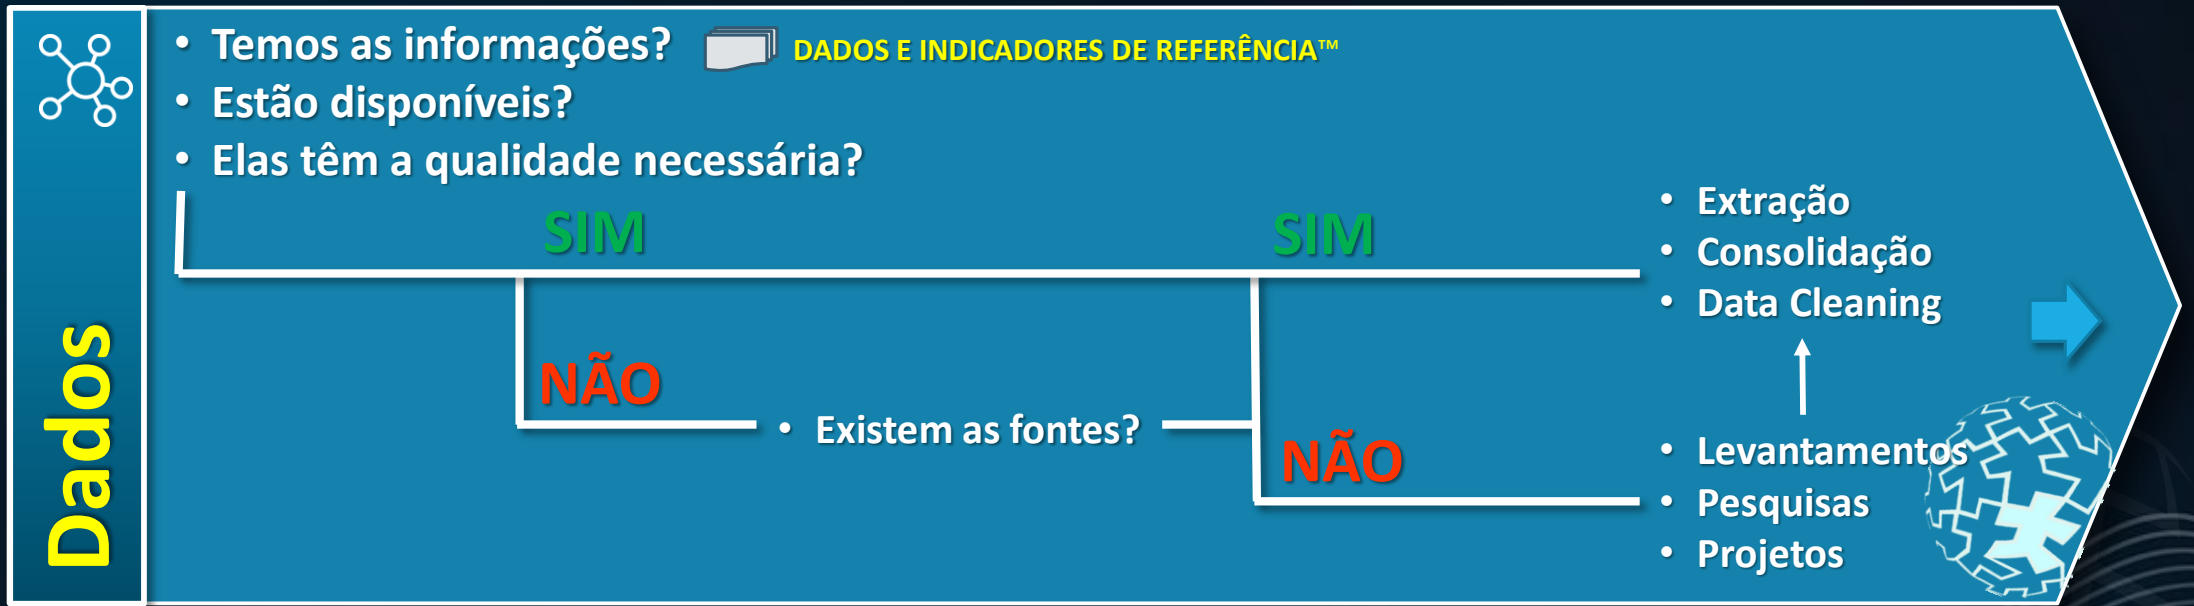 Dados
• Temos as informações?
DADOS E INDICADORES DE REFERÊNCIA™
• Estão disponíveis?
• Elas têm a qualidade necessária?
SIM
SIM
• Extração
• Consolidação
• Data Cleaning
NÃO
• Existem as fontes?
NÃO
• Levantamentos
• Pesquisas
• Projetos